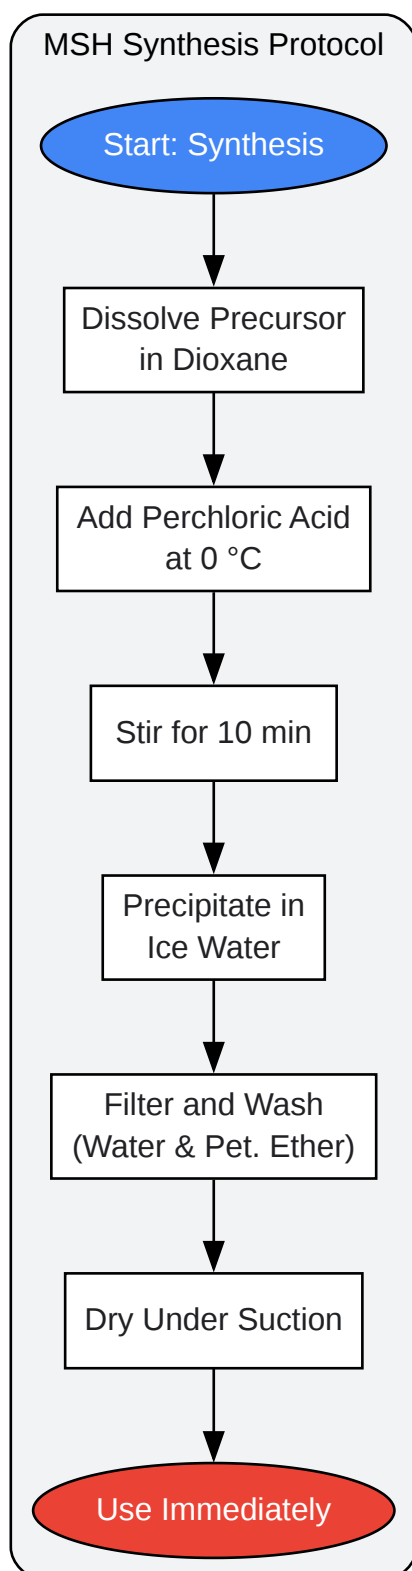 MSH Synthesis Protocol
Start: Synthesis
Dissolve Precursor
in Dioxane
Add Perchloric Acid
at 0 °C
Stir for 10 min
Precipitate in
Ice Water
Filter and Wash
(Water & Pet. Ether)
Dry Under Suction
Use Immediately